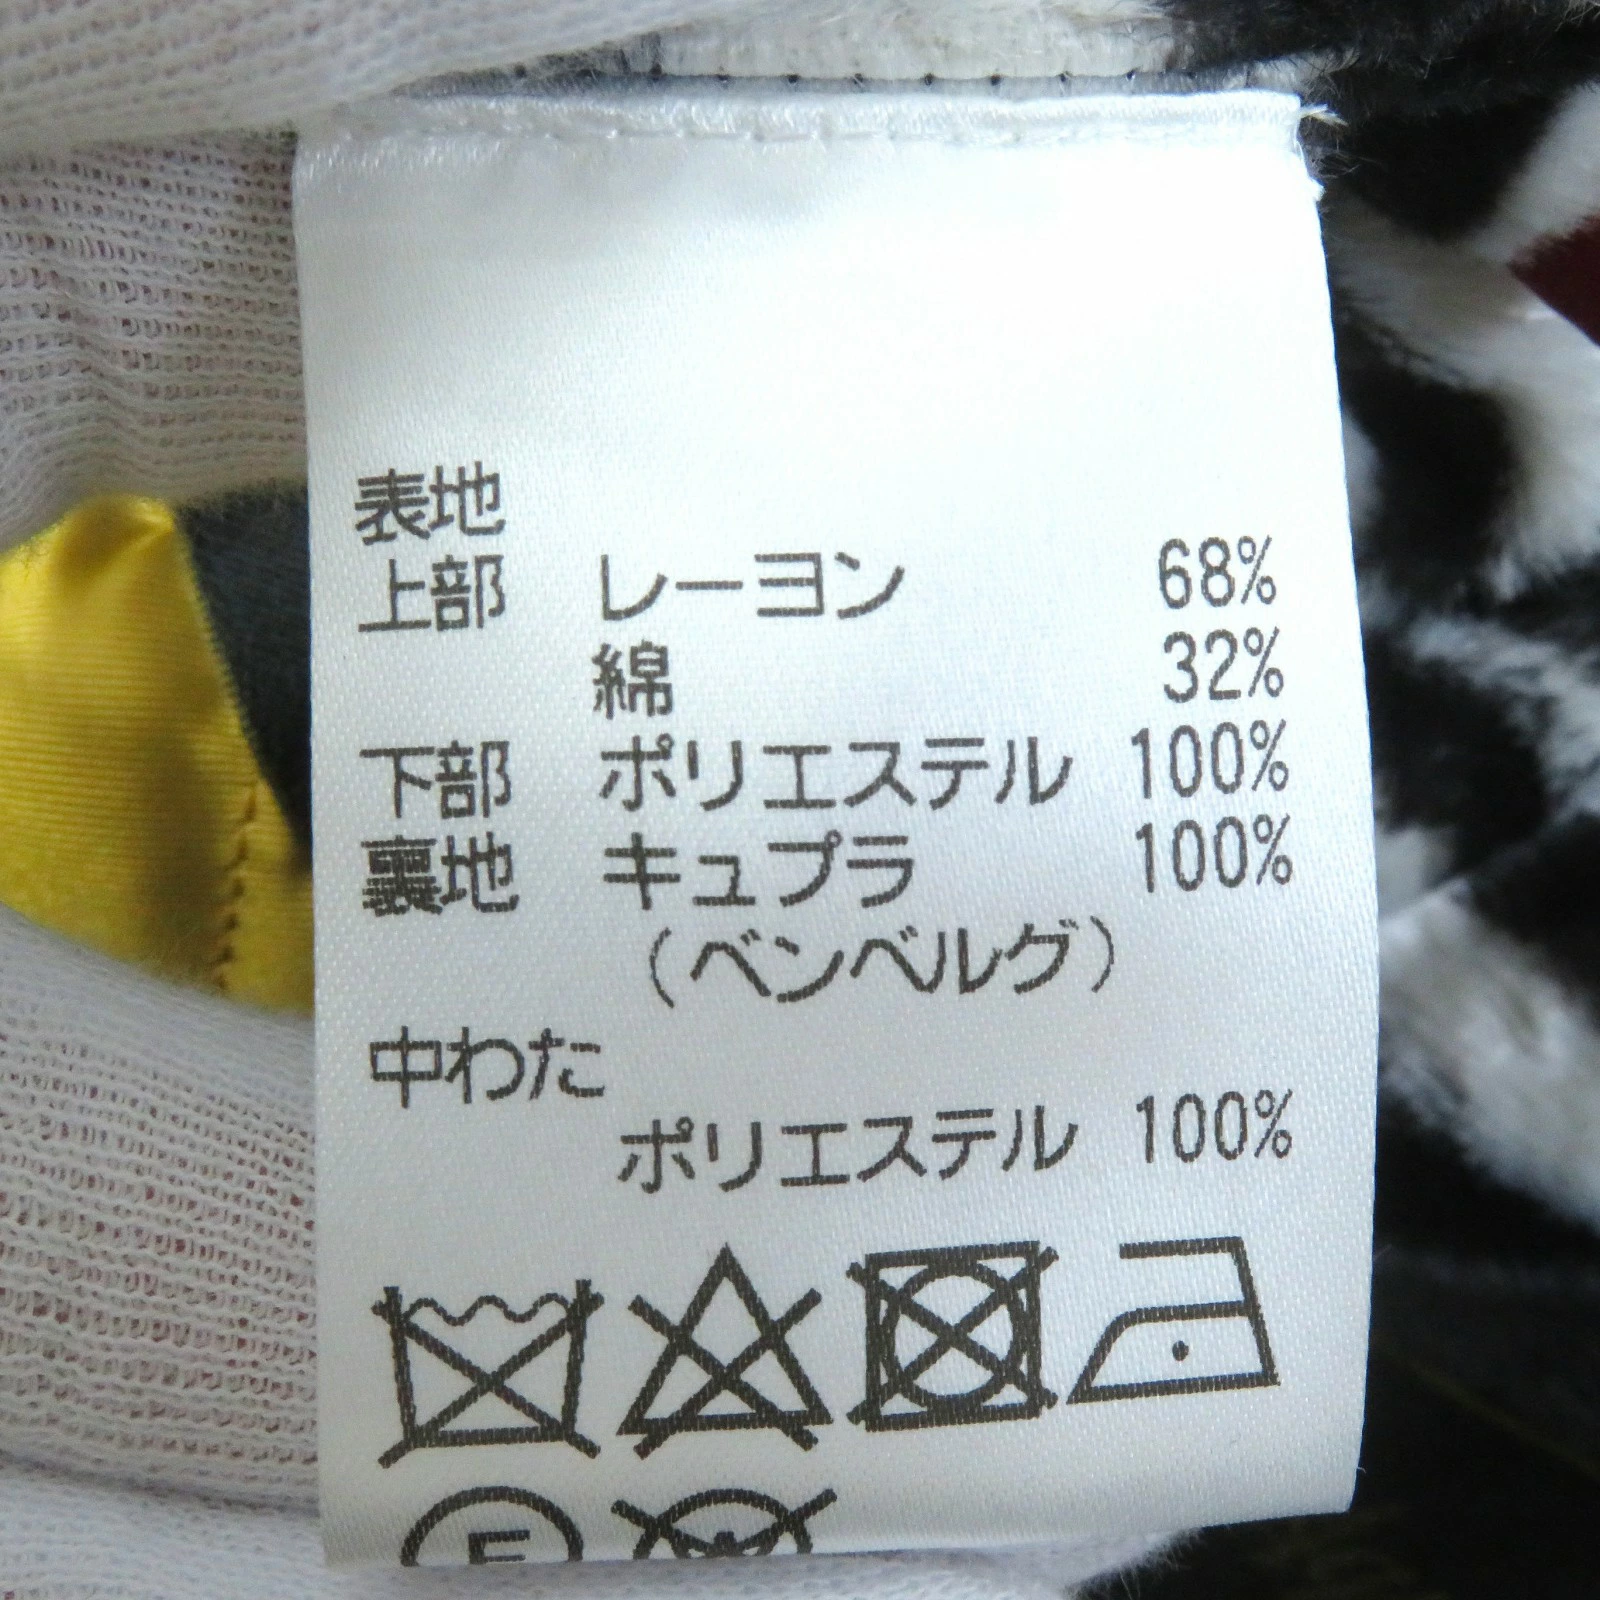 表地
上部 レーヨン 68%
綿 32%
下部 ポリエステル 100%
裏地 キュプラ 100%
(ベンベルグ)
中わた
ポリエステル 100%